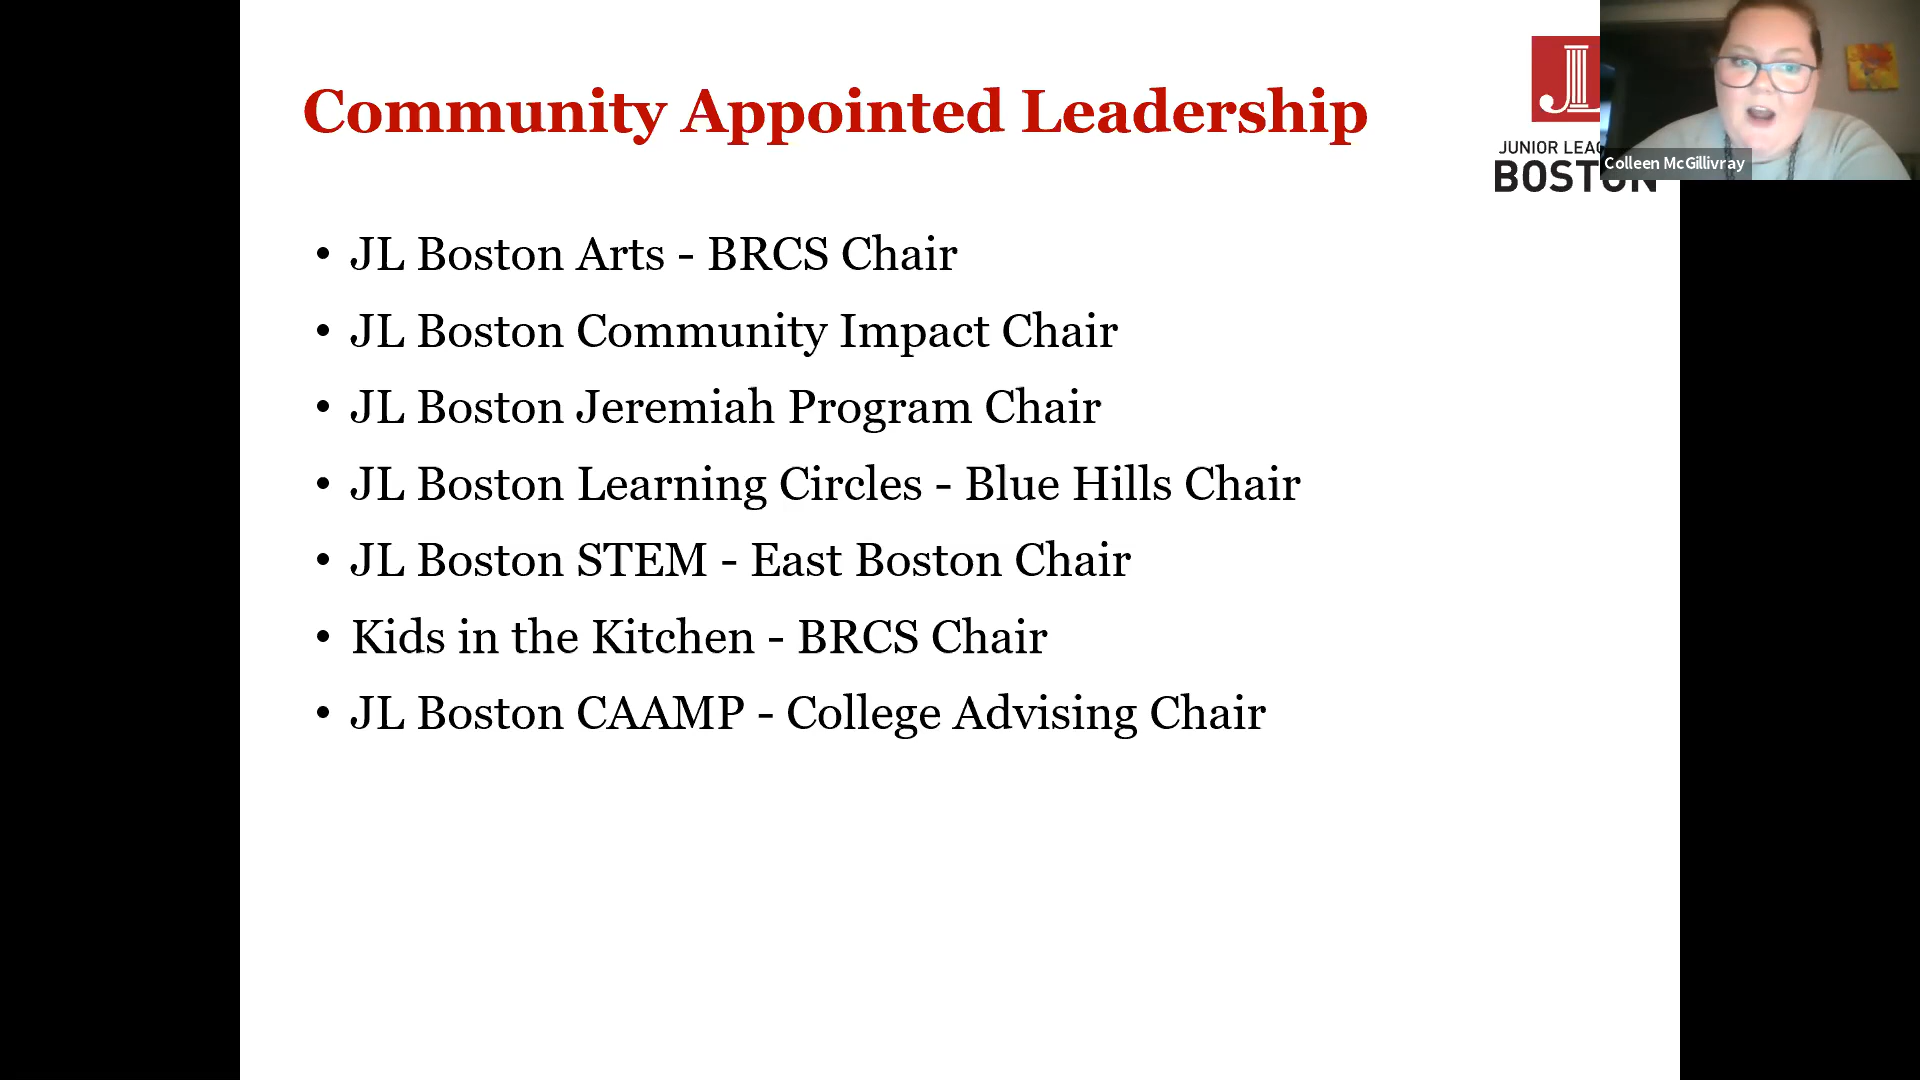 Community Appointed Leadership
JUNIOR
BOSTON
Colleen McGillivray
• JL Boston Arts - BRCS Chair
• JL Boston Community Impact Chair
• JL Boston Jeremiah Program Chair
• JL Boston Learning Circles - Blue Hills Chair
• JL Boston STEM - East Boston Chair
• Kids in the Kitchen - BRCS Chair
• JL Boston CAAMP - College Advising Chair